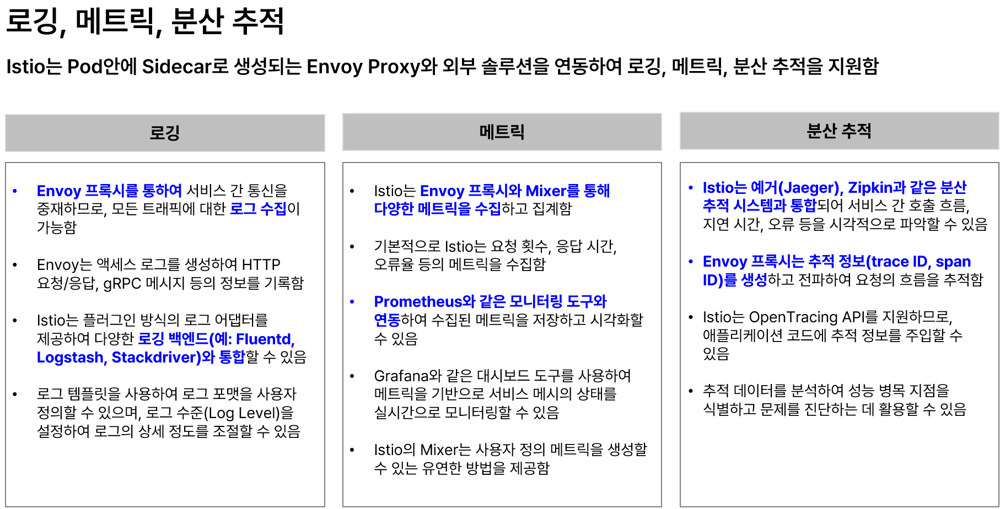 로깅, 메트릭, 분산 추적
Istio는 Pod안에 Sidecar로 생성되는 Envoy Proxy와 외부 솔루션을 연동하여 로깅, 메트릭, 분산 추적을 지원함
로깅
• Envoy 프록시를 통하여 서비스 간 통신을
중재하므로, 모든 트래픽에 대한 로그 수집이
가능함
• Envoy는 액세스 로그를 생성하여 HTTP
요청/응답, gRPC 메시지 등의 정보를 기록함
• Istio는 플러그인 방식의 로그 어댑터를
제공하여 다양한 로깅 백엔드(예: Fluentd,
Logstash, Stackdriver)와 통합할 수 있음
• 로그 템플릿을 사용하여 로그 포맷을 사용자
정의할 수 있으며, 로그 수준(Log Level)을
설정하여 로그의 상세 정도를 조절할 수 있음
메트릭
• Istio는 Envoy 프록시와 Mixer를 통해
다양한 메트릭을 수집하고 집계함
• 기본적으로 Istio는 요청 횟수, 응답 시간,
오류율 등의 메트릭을 수집함
• Prometheus와 같은 모니터링 도구와
연동하여 수집된 메트릭을 저장하고 시각화할
수 있음
• Grafana와 같은 대시보드 도구를 사용하여
메트릭을 기반으로 서비스 메시의 상태를
실시간으로 모니터링할 수 있음
• Istio의 Mixer는 사용자 정의 메트릭을 생성할
수 있는 유연한 방법을 제공함
분산 추적
• Istio는 예거(Jaeger), Zipkin과 같은 분산
추적 시스템과 통합되어 서비스 간 호출 흐름,
지연 시간, 오류 등을 시각적으로 파악할 수 있음
• Envoy 프록시는 추적 정보(trace ID, span
ID)를 생성하고 전파하여 요청의 흐름을 추적함
• Istio는 OpenTracing API를 지원하므로,
애플리케이션 코드에 추적 정보를 주입할 수
있음
• 추적 데이터를 분석하여 성능 병목 지점을
식별하고 문제를 진단하는 데 활용할 수 있음